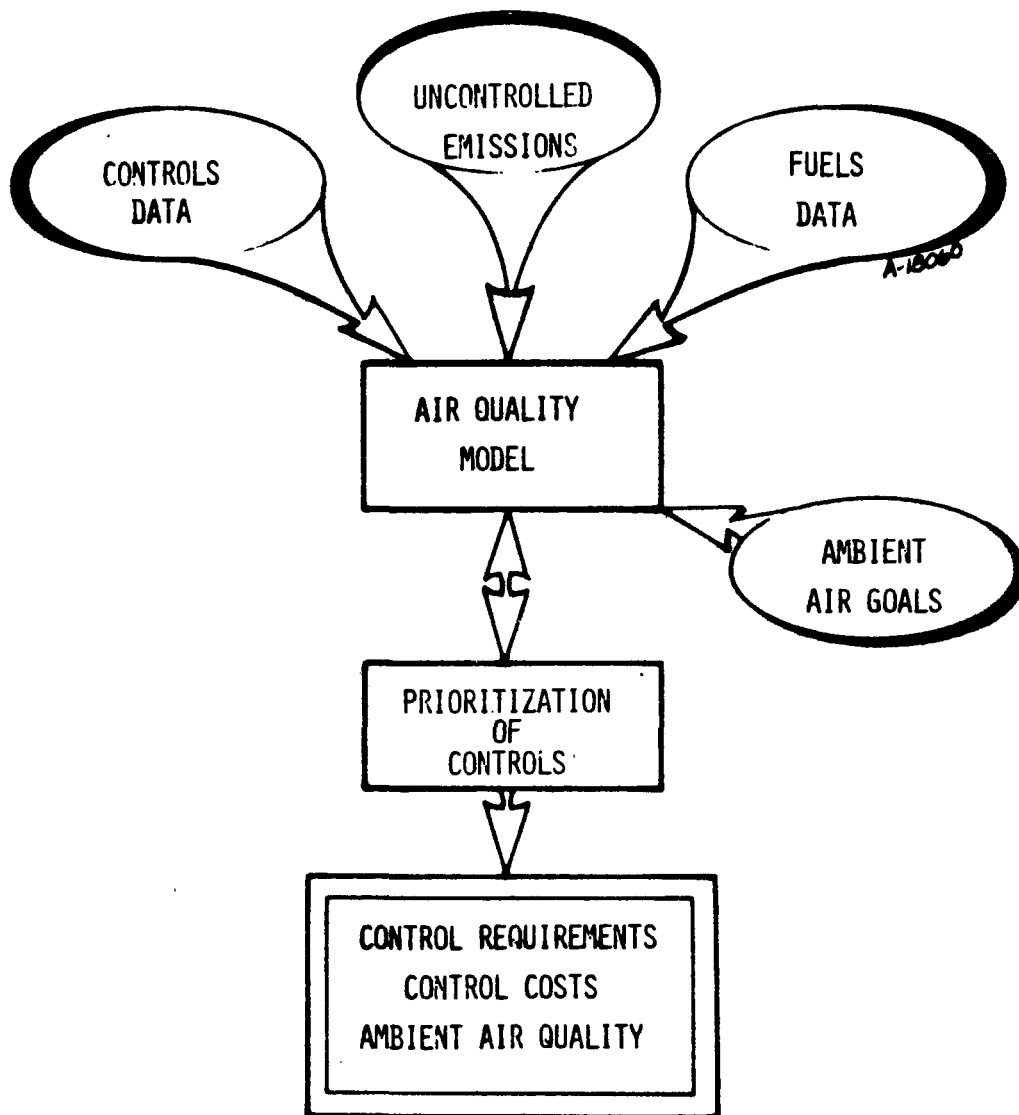 UNCONTROLLED
EMISSIONS
CONTROLS
DATA
FUELS
DATA
A-18060
AIR QUALITY
MODEL
AMBIENT
AIR GOALS
PRIORITIZATION
OF
CONTROLS
CONTROL REQUIREMENTS
CONTROL COSTS
AMBIENT AIR QUALITY